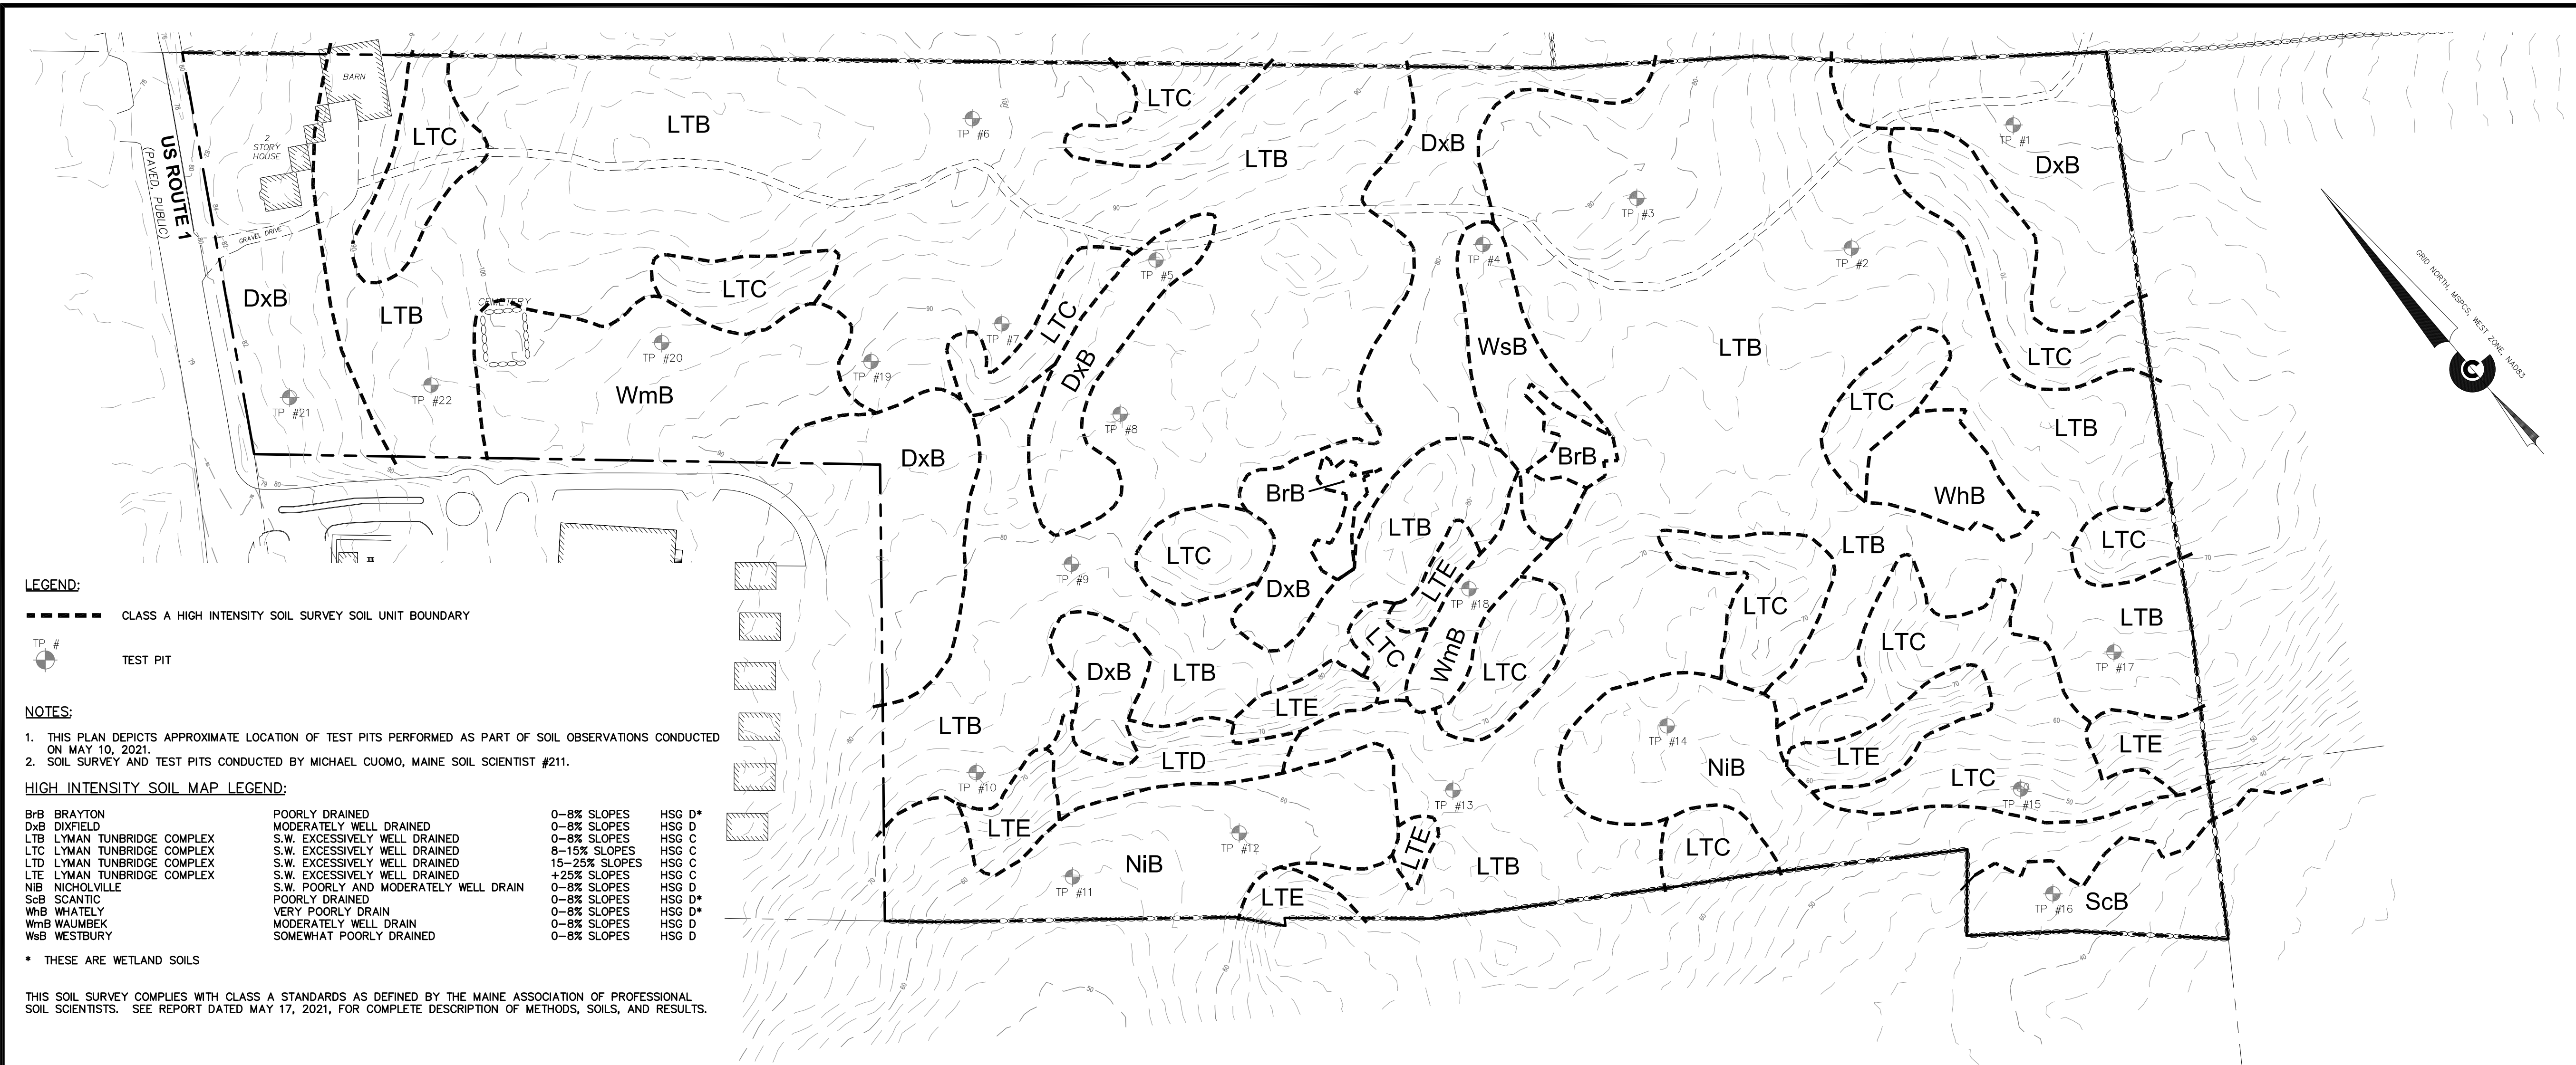 BARN
LTC
LTB
LTC
TP #6
DxB
TP #1
DxB
2
STORY
HOUSE
US ROUTE 1
(PAVED, PUBLIC)
LTB
TP #3
GRAVEL DRIVE
TP #4
TP #2
TP #5
GRID NORTH, MSPCS, WEST ZONE, NAD83
DxB
LTB
CEMETERY
LTC
TP #7
LTC
WsB
LTB
LTC
TP #20
TP #19
DxB
TP #21
TP #22
WmB
LTC
TP #8
LTB
DxB
BrB
BrB
WhB
LTB
LTC
LTB
LTC
TP #9
LTE
DxB
TP #18
LTC
LTB
LTC
LTC
WmB
LTC
TP #17
DxB
LTB
LTE
LTB
TP #14
NiB
LTE
LTE
LTD
LTC
TP #10
TP #13
TP #15
LTE
TP #12
LTE
LTC
NiB
LTB
TP #11
LTE
TP #16
ScB
LEGEND:
CLASS A HIGH INTENSITY SOIL SURVEY SOIL UNIT BOUNDARY
TP #
TEST PIT
NOTES:
1. THIS PLAN DEPICTS APPROXIMATE LOCATION OF TEST PITS PERFORMED AS PART OF SOIL OBSERVATIONS CONDUCTED
ON MAY 10, 2021.
2. SOIL SURVEY AND TEST PITS CONDUCTED BY MICHAEL CUOMO, MAINE SOIL SCIENTIST #211.
HIGH INTENSITY SOIL MAP LEGEND:
BrB BRAYTON POORLY DRAINED 0-8% SLOPES HSG D*
DxB DIXFIELD MODERATELY WELL DRAINED 0-8% SLOPES HSG D
LTB LYMAN TUNBRIDGE COMPLEX S.W. EXCESSIVELY WELL DRAINED 0-8% SLOPES HSG C
LTC LYMAN TUNBRIDGE COMPLEX S.W. EXCESSIVELY WELL DRAINED 8-15% SLOPES HSG C
LTD LYMAN TUNBRIDGE COMPLEX S.W. EXCESSIVELY WELL DRAINED 15-25% SLOPES HSG C
LTE LYMAN TUNBRIDGE COMPLEX S.W. EXCESSIVELY WELL DRAINED +25% SLOPES HSG C
NiB NICHOLVILLE S.W. POORLY AND MODERATELY WELL DRAIN 0-8% SLOPES HSG D
ScB SCANTIC POORLY DRAINED 0-8% SLOPES HSG D*
WhB WHATELY VERY POORLY DRAIN 0-8% SLOPES HSG D*
WmB WAUMBEK MODERATELY WELL DRAIN 0-8% SLOPES HSG D
WsB WESTBURY SOMEWHAT POORLY DRAINED 0-8% SLOPES HSG D
* THESE ARE WETLAND SOILS
THIS SOIL SURVEY COMPLIES WITH CLASS A STANDARDS AS DEFINED BY THE MAINE ASSOCIATION OF PROFESSIONAL
SOIL SCIENTISTS. SEE REPORT DATED MAY 17, 2021, FOR COMPLETE DESCRIPTION OF METHODS, SOILS, AND RESULTS.